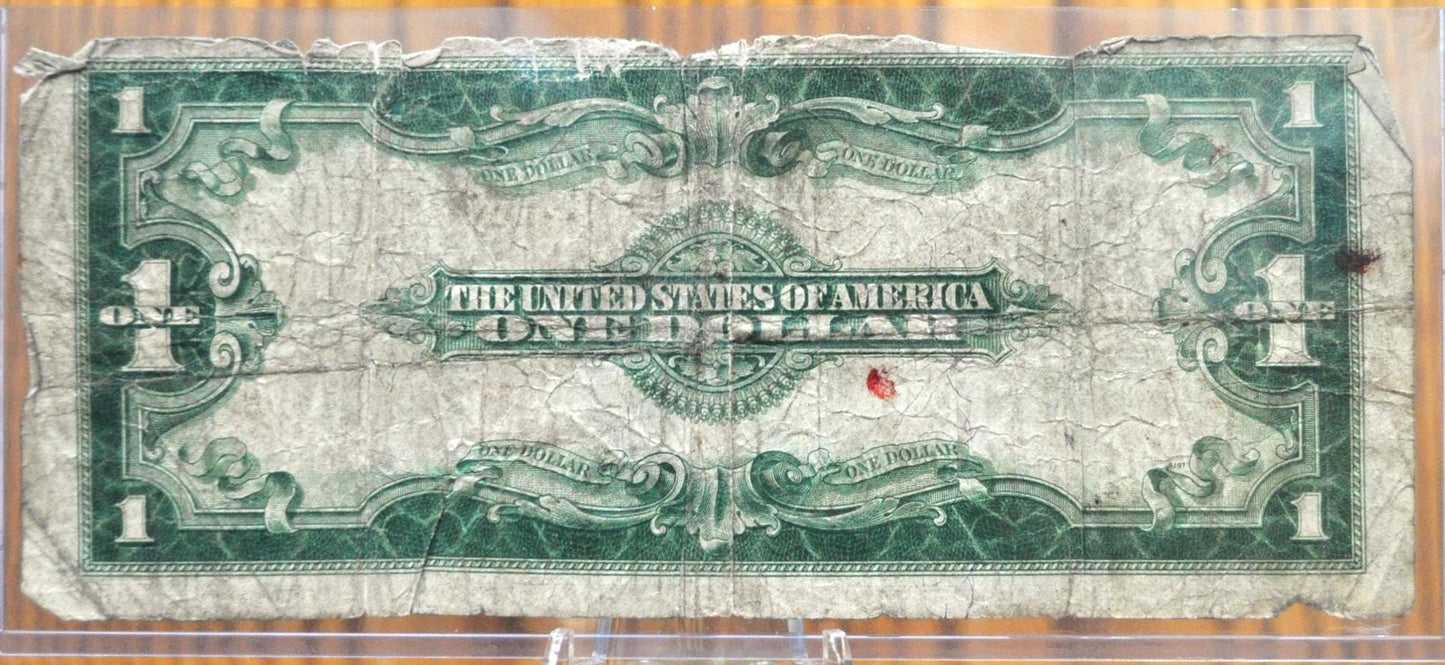 1 1
ONE DOLLAR ONE DOLLAR
THE UNITED STATES OF AMERICA
ONE DOLLAR
1 ONE 1 ONE
ONE DOLLAR ONE DOLLAR
1 1